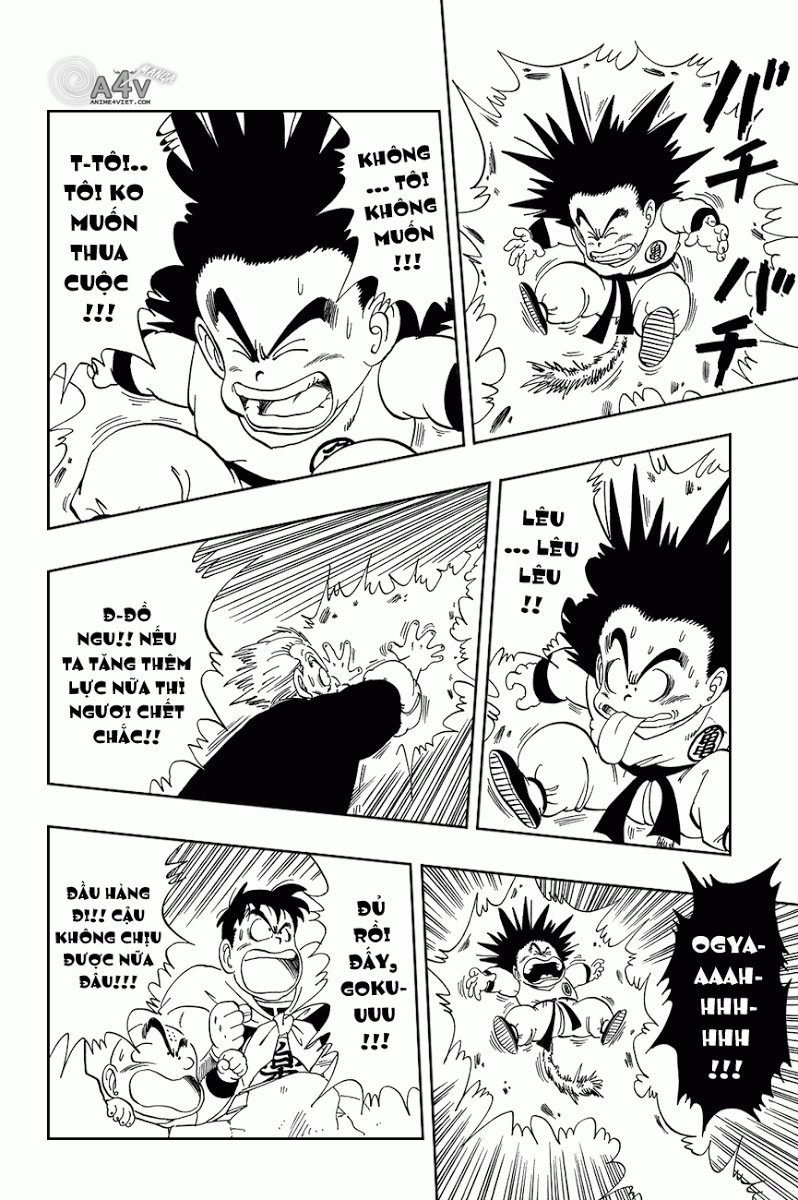 A4V
MANGA
ANIME4VIET.COM
バチ
バチ
KHÔNG
... TÔI
KHÔNG
MUỐN
!!!
T-TÔI..
TÔI KO
MUỐN
THUA
CUỘC
!!!
LÊU
... LÊU
LÊU
!!
Đ-ĐỒ
NGU!! NẾU
TA TĂNG THÊM
LỰC NỮA THÌ
NGƯƠI CHẾT
CHẮC!!
OGYA-
AAAH-
HHH-
HHH
!!!
ĐỦ
RỒI
ĐẤY,
GOKU-
UUU
!!!
ĐẦU HÀNG
ĐI!! CẬU
KHÔNG CHỊU
ĐƯỢC NỮA
ĐÂU!!!